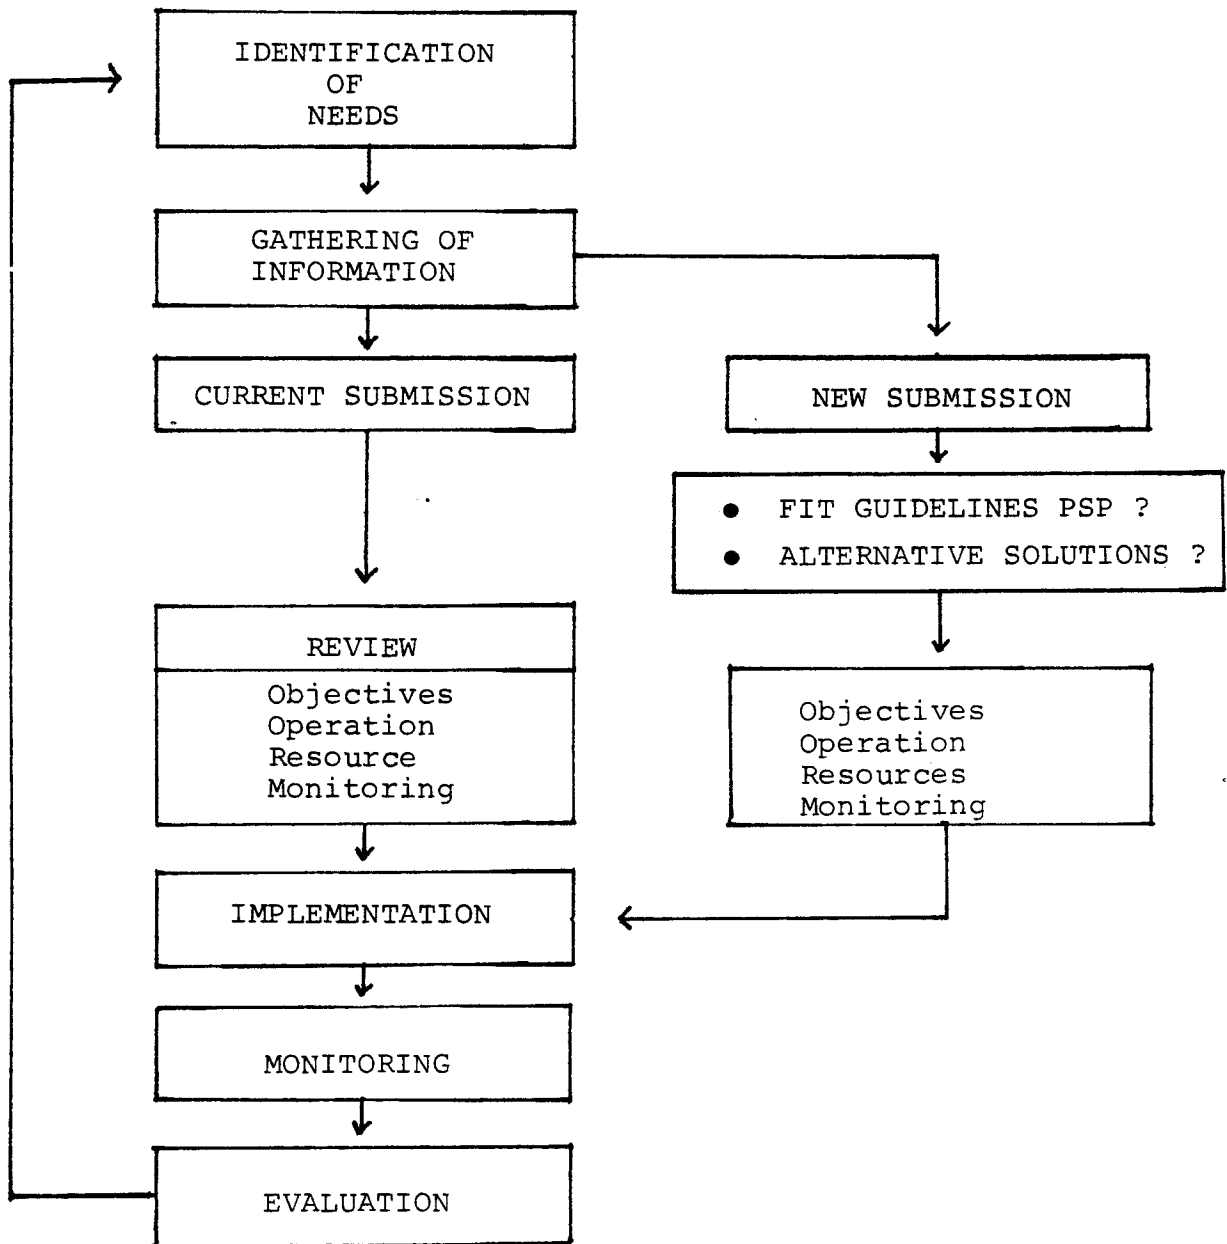 IDENTIFICATION
OF
NEEDS
GATHERING OF
INFORMATION
CURRENT SUBMISSION
NEW SUBMISSION
● FIT GUIDELINES PSP ?
● ALTERNATIVE SOLUTIONS ?
REVIEW
Objectives
Operation
Resource
Monitoring
Objectives
Operation
Resources
Monitoring
IMPLEMENTATION
MONITORING
EVALUATION